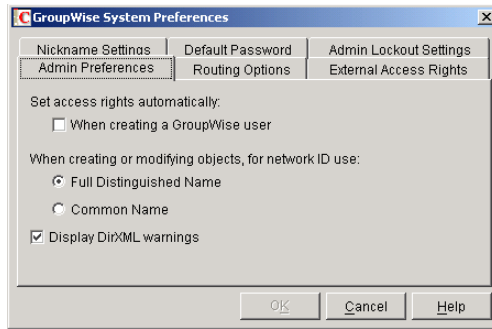 GroupWise System Preferences
Nickname Settings Default Password Admin Lockout Settings
Admin Preferences Routing Options External Access Rights
Set access rights automatically:
When creating a GroupWise user
When creating or modifying objects, for network ID use:
Full Distinguished Name
Common Name
Display DirXML warnings
OK Cancel Help